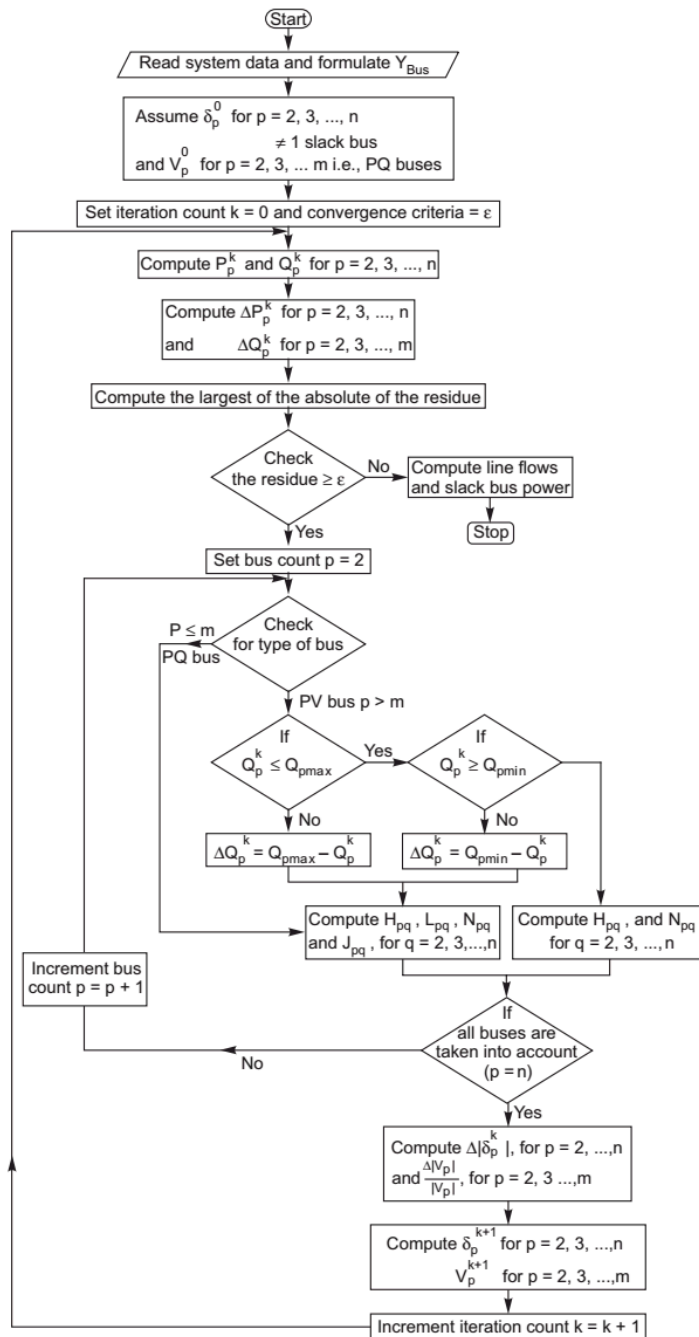 Start
Read system data and formulate Y_Bus
Assume δ_p^0 for p = 2, 3, ..., n
≠ 1 slack bus
and V_p^0 for p = 2, 3, ... m i.e., PQ buses
Set iteration count k = 0 and convergence criteria = ε
Compute P_p^k and Q_p^k for p = 2, 3, ..., n
Compute ΔP_p^k for p = 2, 3, ..., n
and ΔQ_p^k for p = 2, 3, ..., m
Compute the largest of the absolute of the residue
Check
the residue ≥ ε
No
Compute line flows
and slack bus power
Stop
Yes
Set bus count p = 2
Check
for type of bus
P ≤ m
PQ bus
PV bus p > m
If
Q_p^k ≤ Q_pmax
Yes
If
Q_p^k ≥ Q_pmin
No
No
ΔQ_p^k = Q_pmax – Q_p^k
ΔQ_p^k = Q_pmin – Q_p^k
Compute H_pq , L_pq , N_pq
and J_pq , for q = 2, 3,...,n
Compute H_pq , and N_pq
for q = 2, 3, ...,n
Increment bus
count p = p + 1
If
all buses are
taken into account
(p = n)
No
Yes
Compute Δ|δ_p^k |, for p = 2, ...,n
and Δ|V_p|/|V_p|, for p = 2, 3 ...,m
Compute δ_p^k+1 for p = 2, 3, ...,n
V_p^k+1 for p = 2, 3, ...,m
Increment iteration count k = k + 1